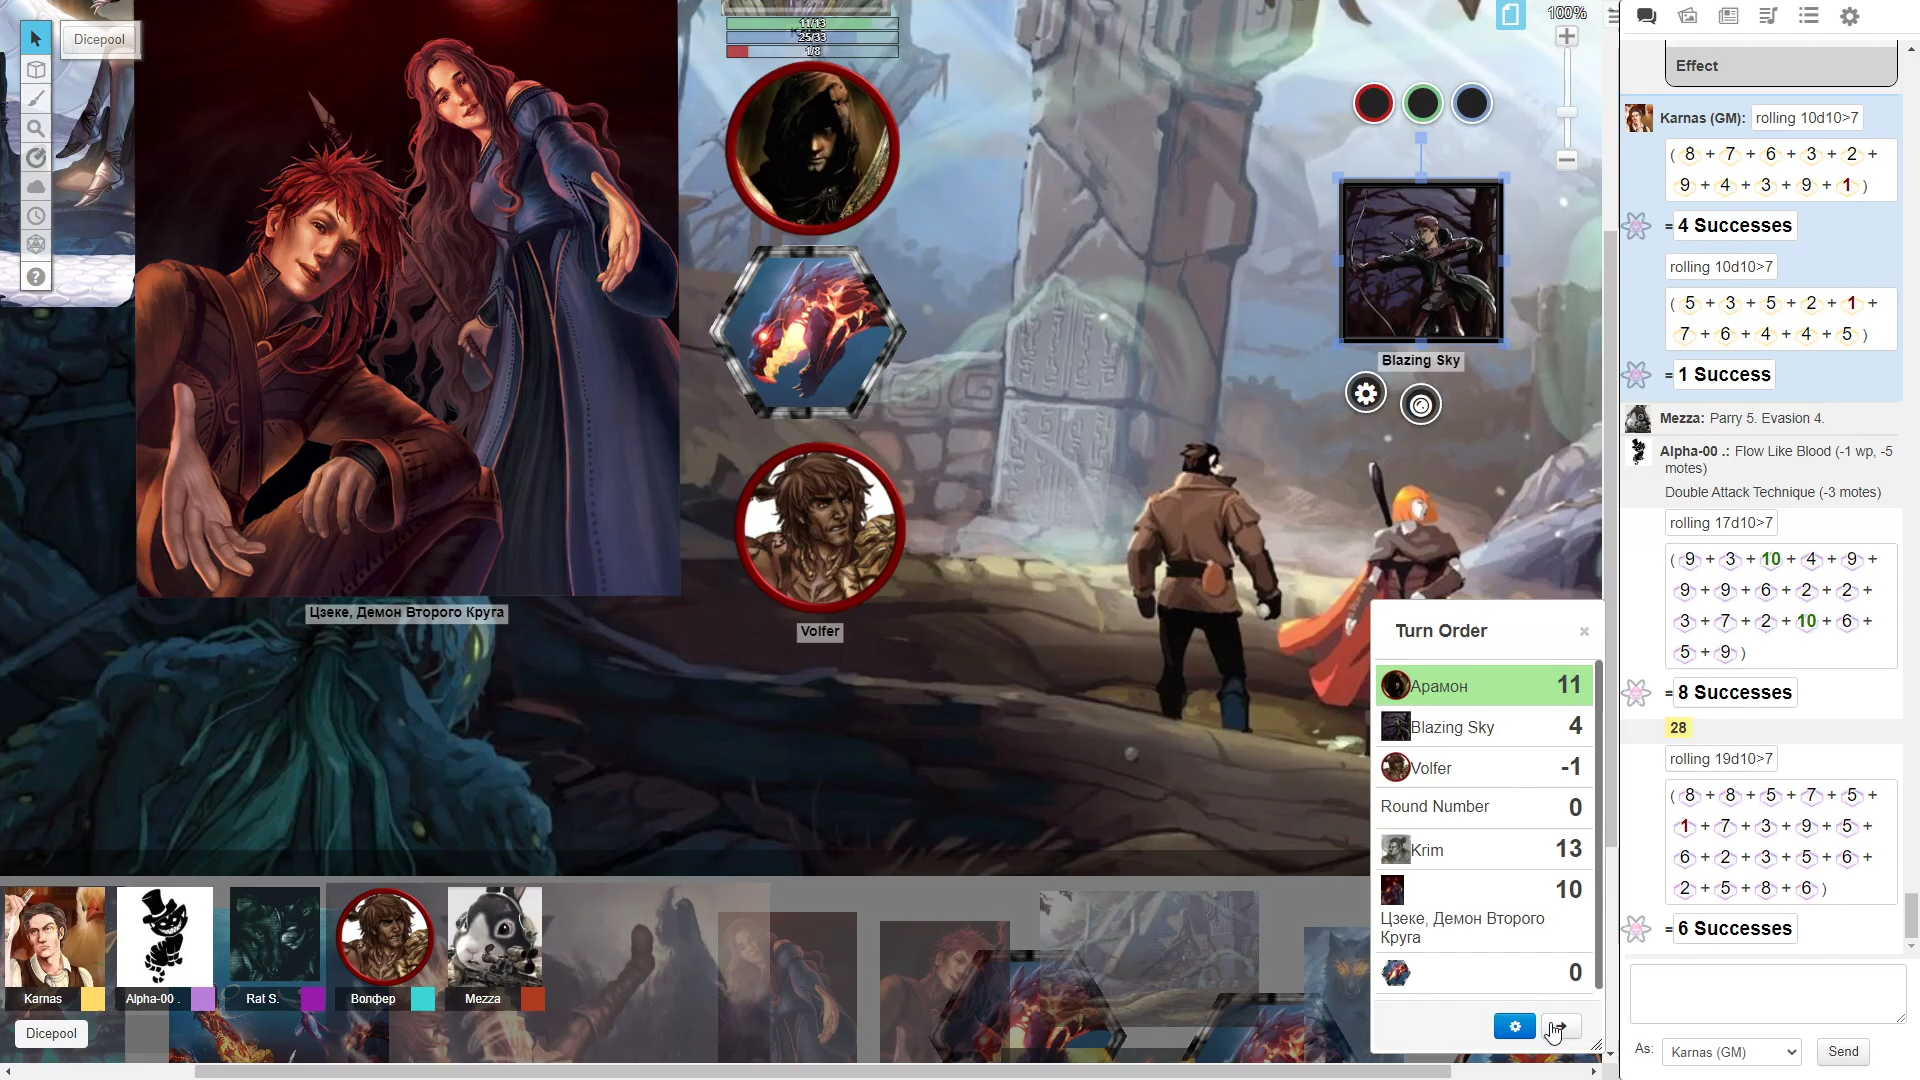 Dicepool
11/13
25/33
1/8
100%
Blazing Sky
Цзеке, Демон Второго Круга
Volfer
Turn Order
×
Арамон 11
Blazing Sky 4
Volfer -1
Round Number 0
Krim 13
10
Цзеке, Демон Второго
Круга
0
Karnas
Alpha-00 .
Rat S.
Волфер
Mezza
Dicepool
Effect
Karnas (GM): rolling 10d10>7
( 8 + 7 + 6 + 3 + 2 +
9 + 4 + 3 + 9 + 1 )
= 4 Successes
rolling 10d10>7
( 5 + 3 + 5 + 2 + 1 +
7 + 6 + 4 + 4 + 5 )
= 1 Success
Mezza: Parry 5. Evasion 4.
Alpha-00 .: Flow Like Blood (-1 wp, -5
motes)
Double Attack Technique (-3 motes)
rolling 17d10>7
( 9 + 3 + 10 + 4 + 9 +
9 + 9 + 6 + 2 + 2 +
3 + 7 + 2 + 10 + 6 +
5 + 9 )
= 8 Successes
28
rolling 19d10>7
( 8 + 8 + 5 + 7 + 5 +
1 + 7 + 3 + 9 + 5 +
6 + 2 + 3 + 5 + 6 +
2 + 5 + 8 + 6 )
= 6 Successes
As: Karnas (GM) Send